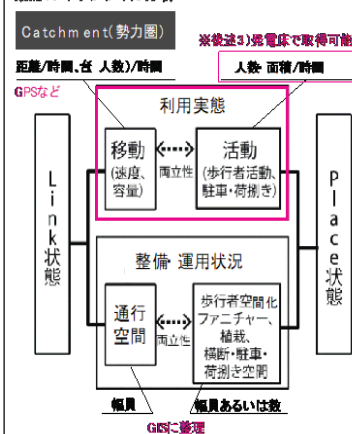 Catchment(勢力圏)
※後述3)発電床で取得可能
距離/時間、台(人数)/時間
人数・面積/時間
GPSなど
利用実態
移動
(速度、
容量)
両立性
活動
(歩行者活動、
駐車・荷捌き)
Link状態
Place状態
整備・運用状況
通行
空間
両立性
歩行者空間化
ファニチャー、
植栽、
横断・駐車・
荷捌き空間
幅員
幅員あるいは数
GISに整理